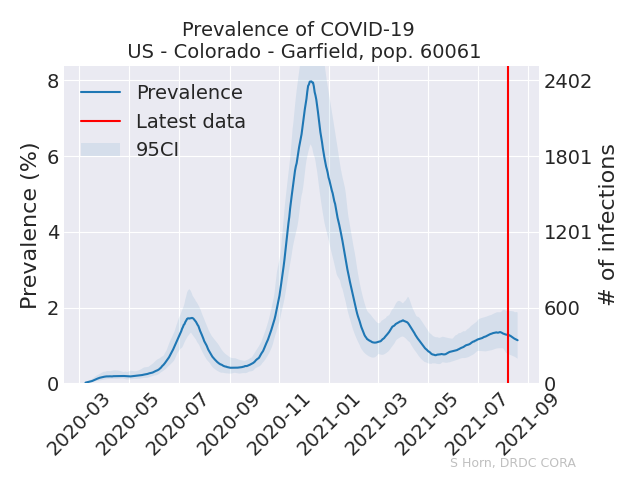 Prevalence of COVID-19
US - Colorado - Garfield, pop. 60061
Prevalence
Latest data
95CI
Prevalence (%)
8
6
4
2
0
2402
1801
1201
600
0
# of infections
2020-03
2020-05
2020-07
2020-09
2020-11
2021-01
2021-03
2021-05
2021-07
2021-09
S Horn, DRDC CORA